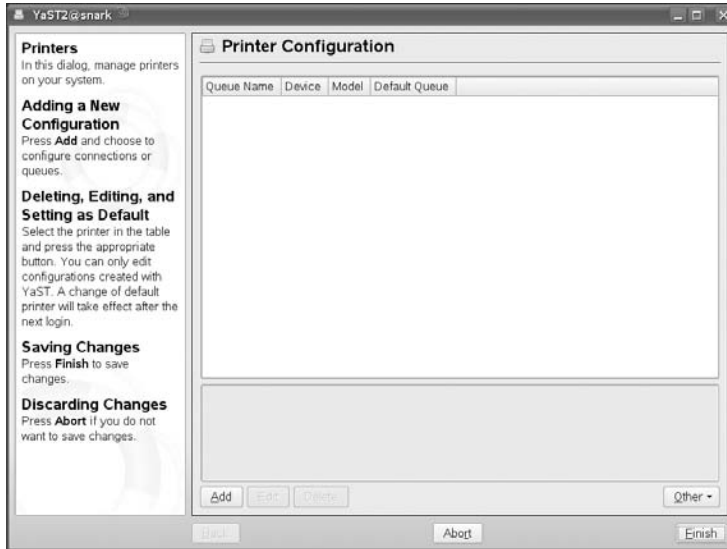 YaST2@snark
Printers
In this dialog, manage printers
on your system.
Adding a New
Configuration
Press Add and choose to
configure connections or
queues.
Deleting, Editing, and
Setting as Default
Select the printer in the table
and press the appropriate
button. You can only edit
configurations created with
YaST. A change of default
printer will take effect after the
next login.
Saving Changes
Press Finish to save
changes.
Discarding Changes
Press Abort if you do not
want to save changes.
Printer Configuration
Queue Name Device Model Default Queue
Add Edit Delete Other
Back Abort Finish